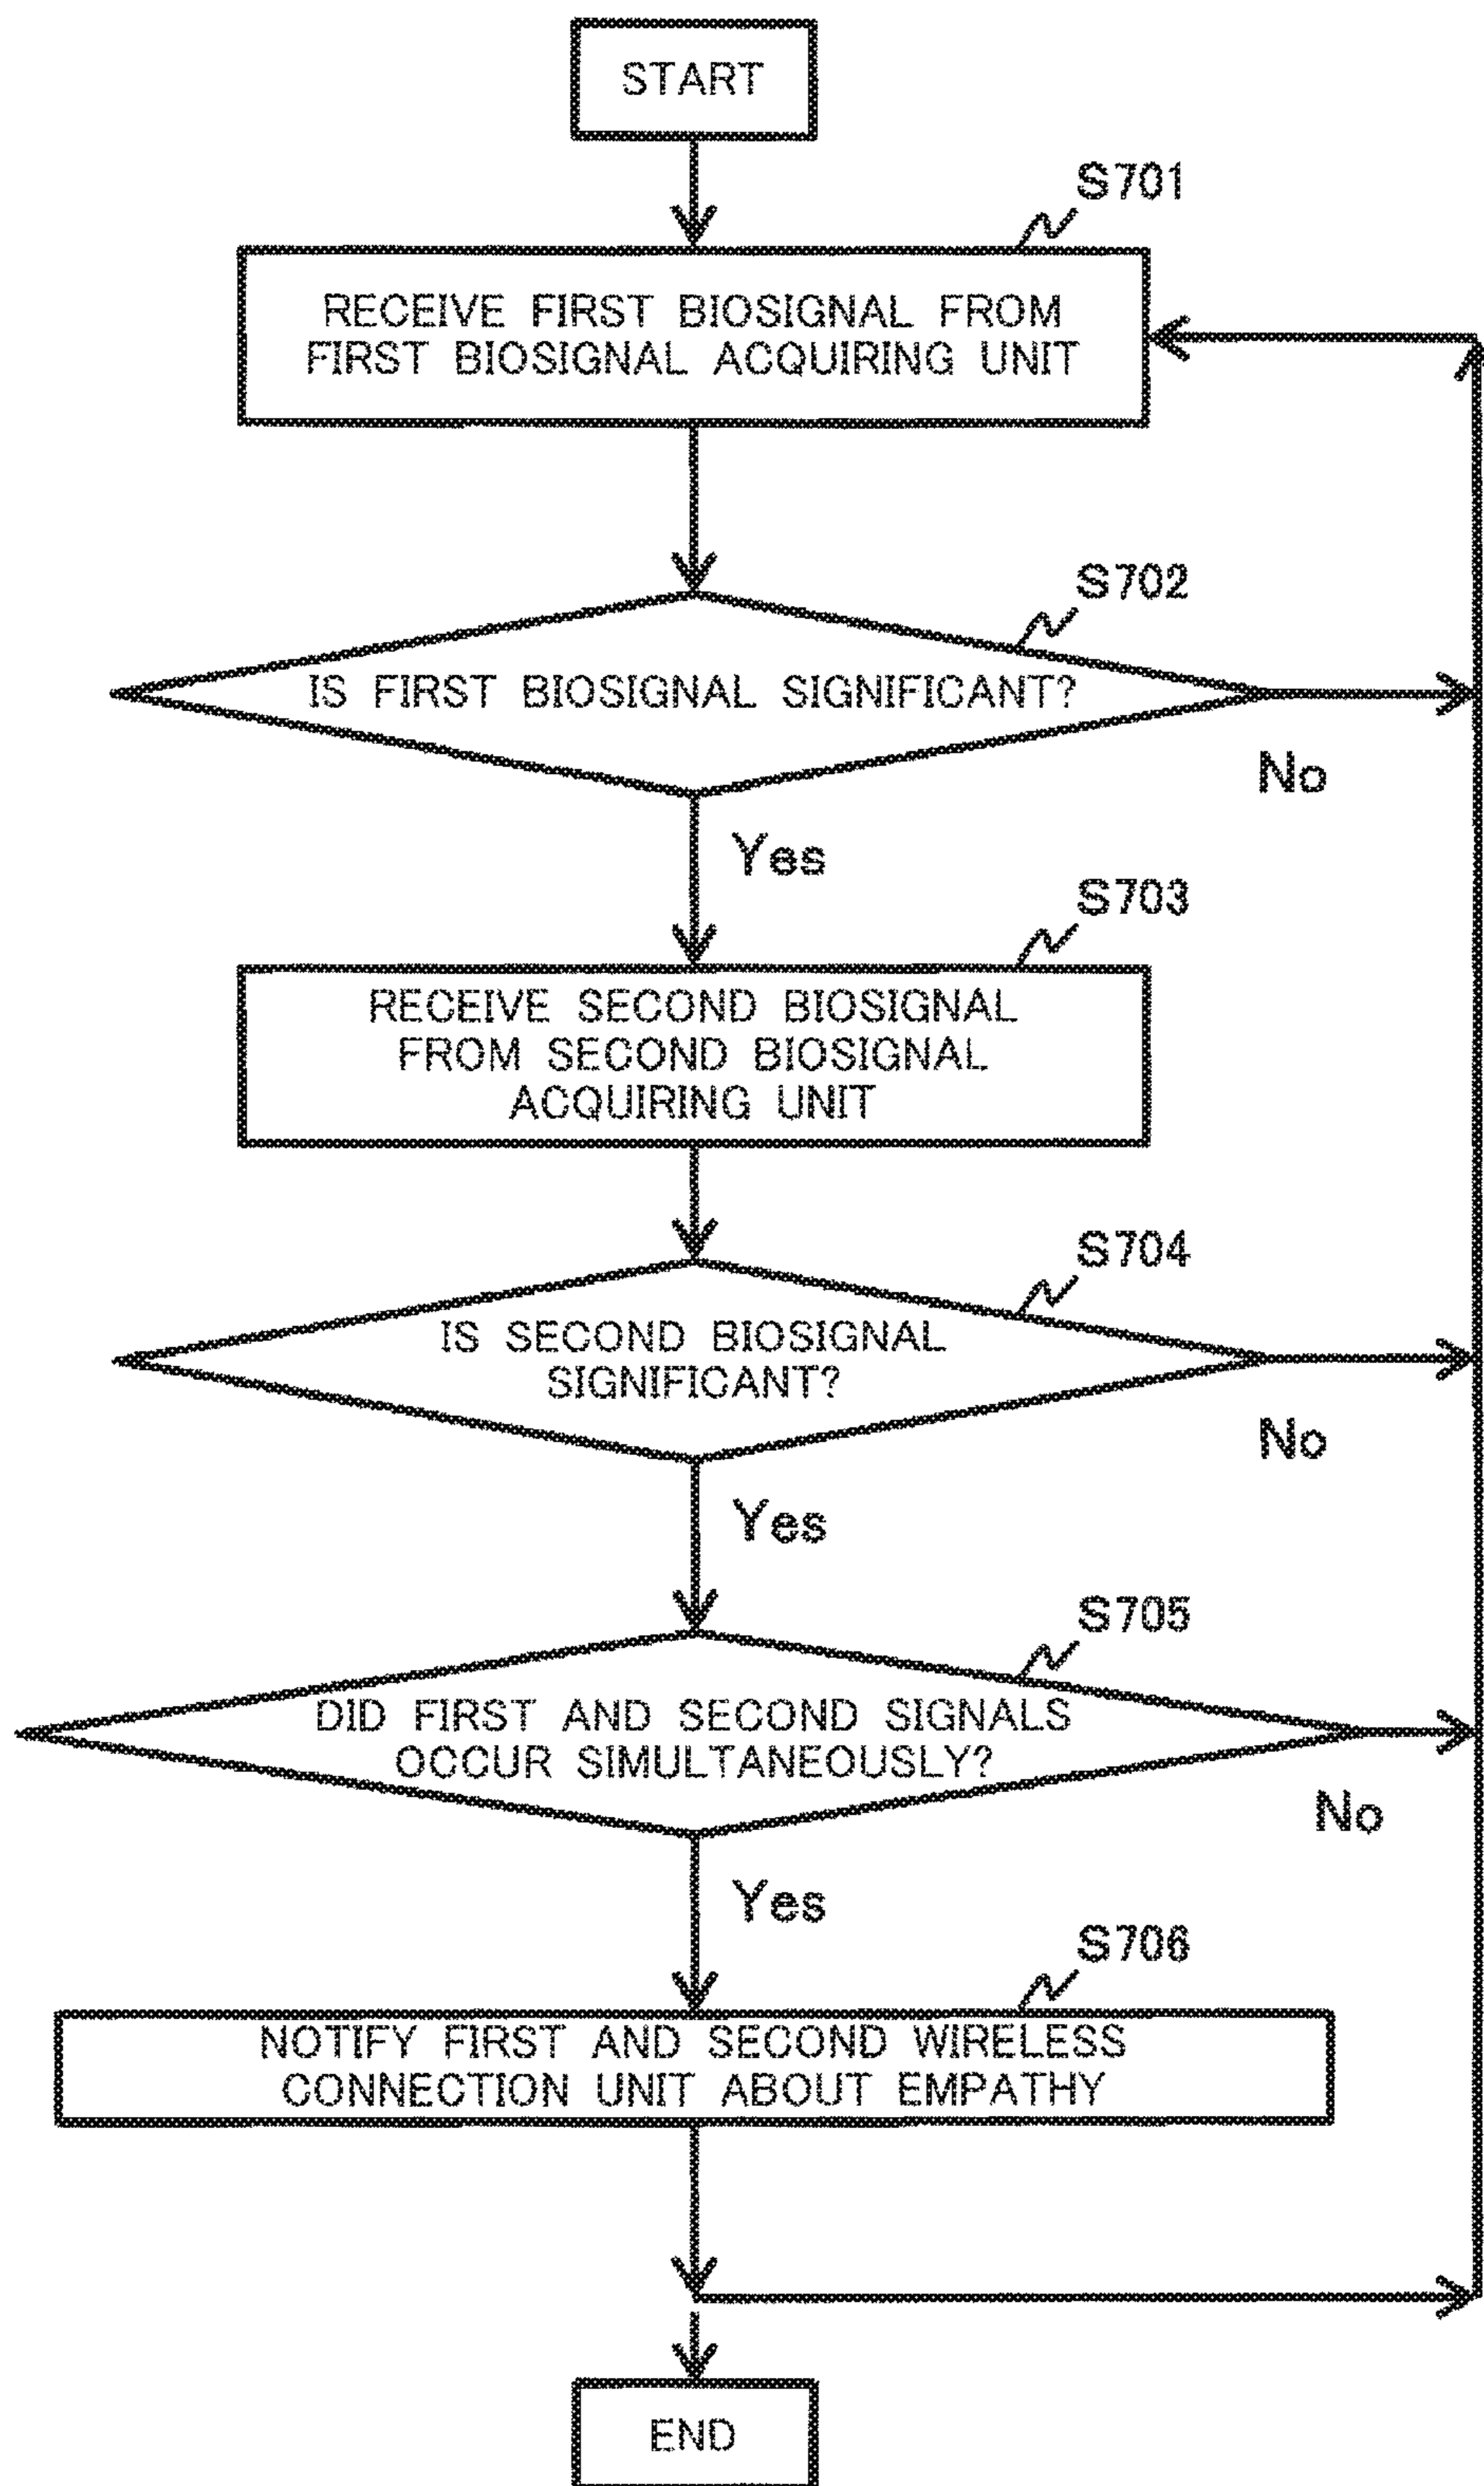 START
S701
RECEIVE FIRST BIOSIGNAL FROM
FIRST BIOSIGNAL ACQUIRING UNIT
S702
IS FIRST BIOSIGNAL SIGNIFICANT?
No
Yes
S703
RECEIVE SECOND BIOSIGNAL
FROM SECOND BIOSIGNAL
ACQUIRING UNIT
S704
IS SECOND BIOSIGNAL
SIGNIFICANT?
No
Yes
S705
DID FIRST AND SECOND SIGNALS
OCCUR SIMULTANEOUSLY?
No
Yes
S706
NOTIFY FIRST AND SECOND WIRELESS
CONNECTION UNIT ABOUT EMPATHY
END